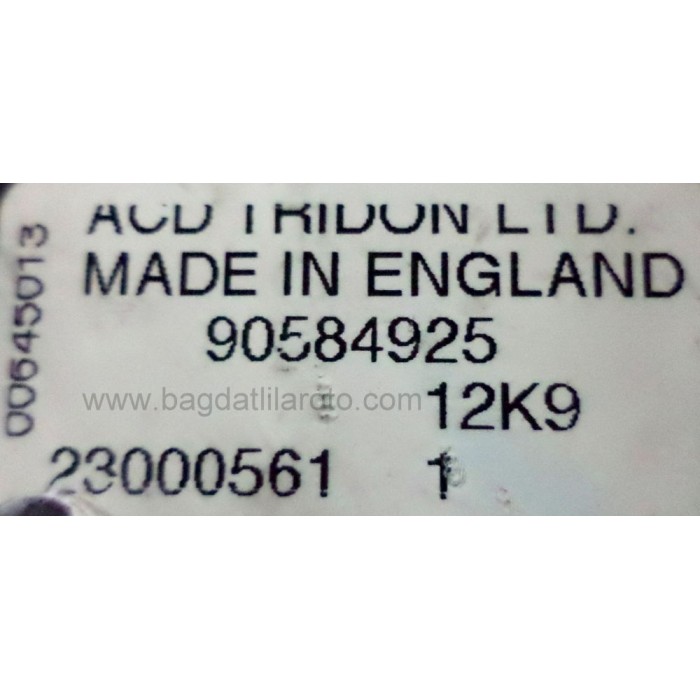 ACD TRIDON LTD.
MADE IN ENGLAND
90584925
www.bagdatlilaroto.com
12K9
23000561 1
00645013